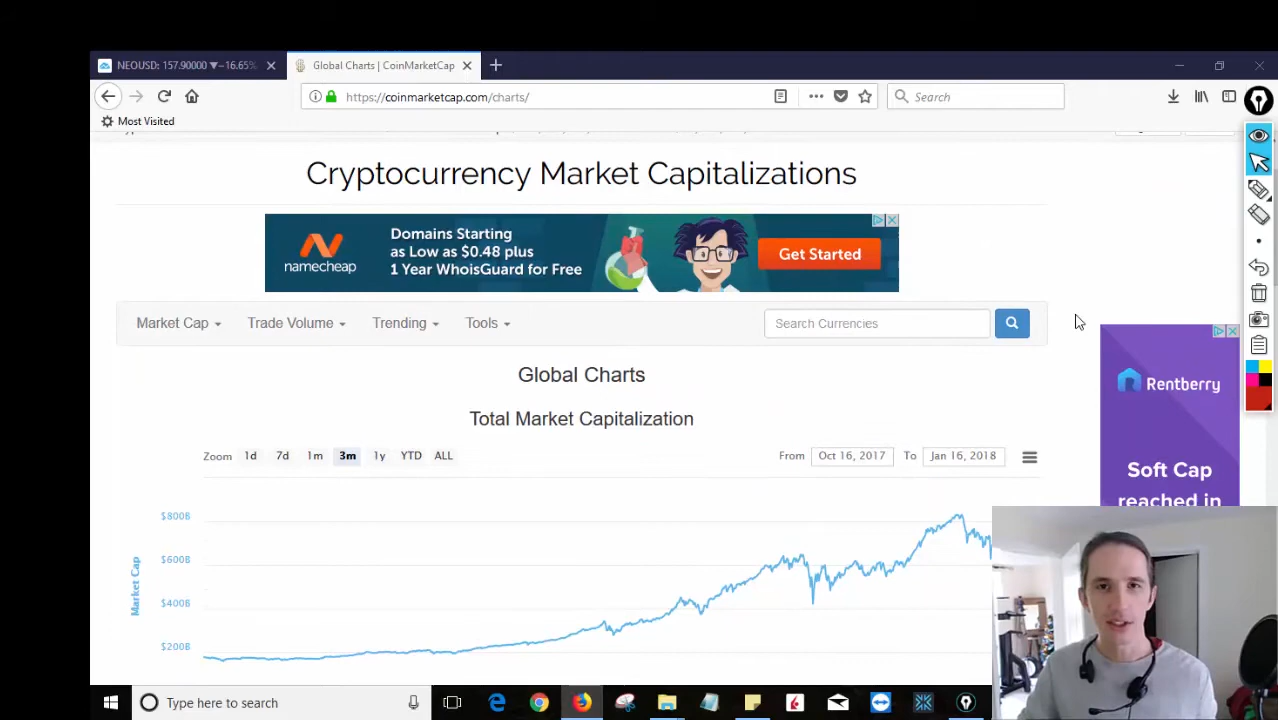 NEOUSD: 157.90000 ▼−16.65%
Global Charts | CoinMarketCap
https://coinmarketcap.com/charts/
Search
Most Visited
Cryptocurrency Market Capitalizations
namecheap
Domains Starting
as Low as $0.48 plus
1 Year WhoisGuard for Free
Get Started
Market Cap
Trade Volume
Trending
Tools
Search Currencies
Global Charts
Total Market Capitalization
Zoom 1d 7d 1m 3m 1y YTD ALL
From Oct 16, 2017 To Jan 16, 2018
$800B
$600B
$400B
$200B
Market Cap
Rentberry
Soft Cap
reached in
Type here to search